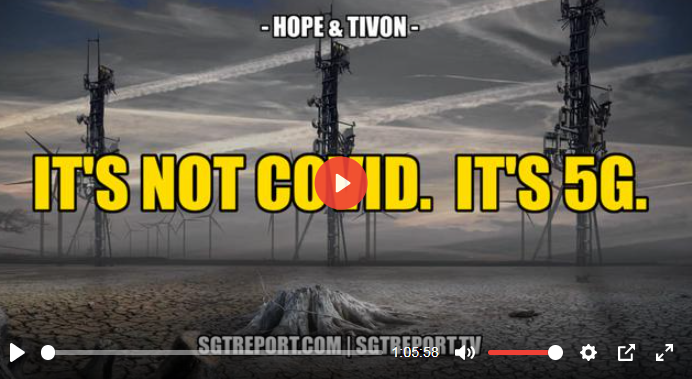 - HOPE & TIVON -
IT'S NOT COVID. IT'S 5G.
SGTREPORT.COM | SGTREPORT.TV
1:05:58